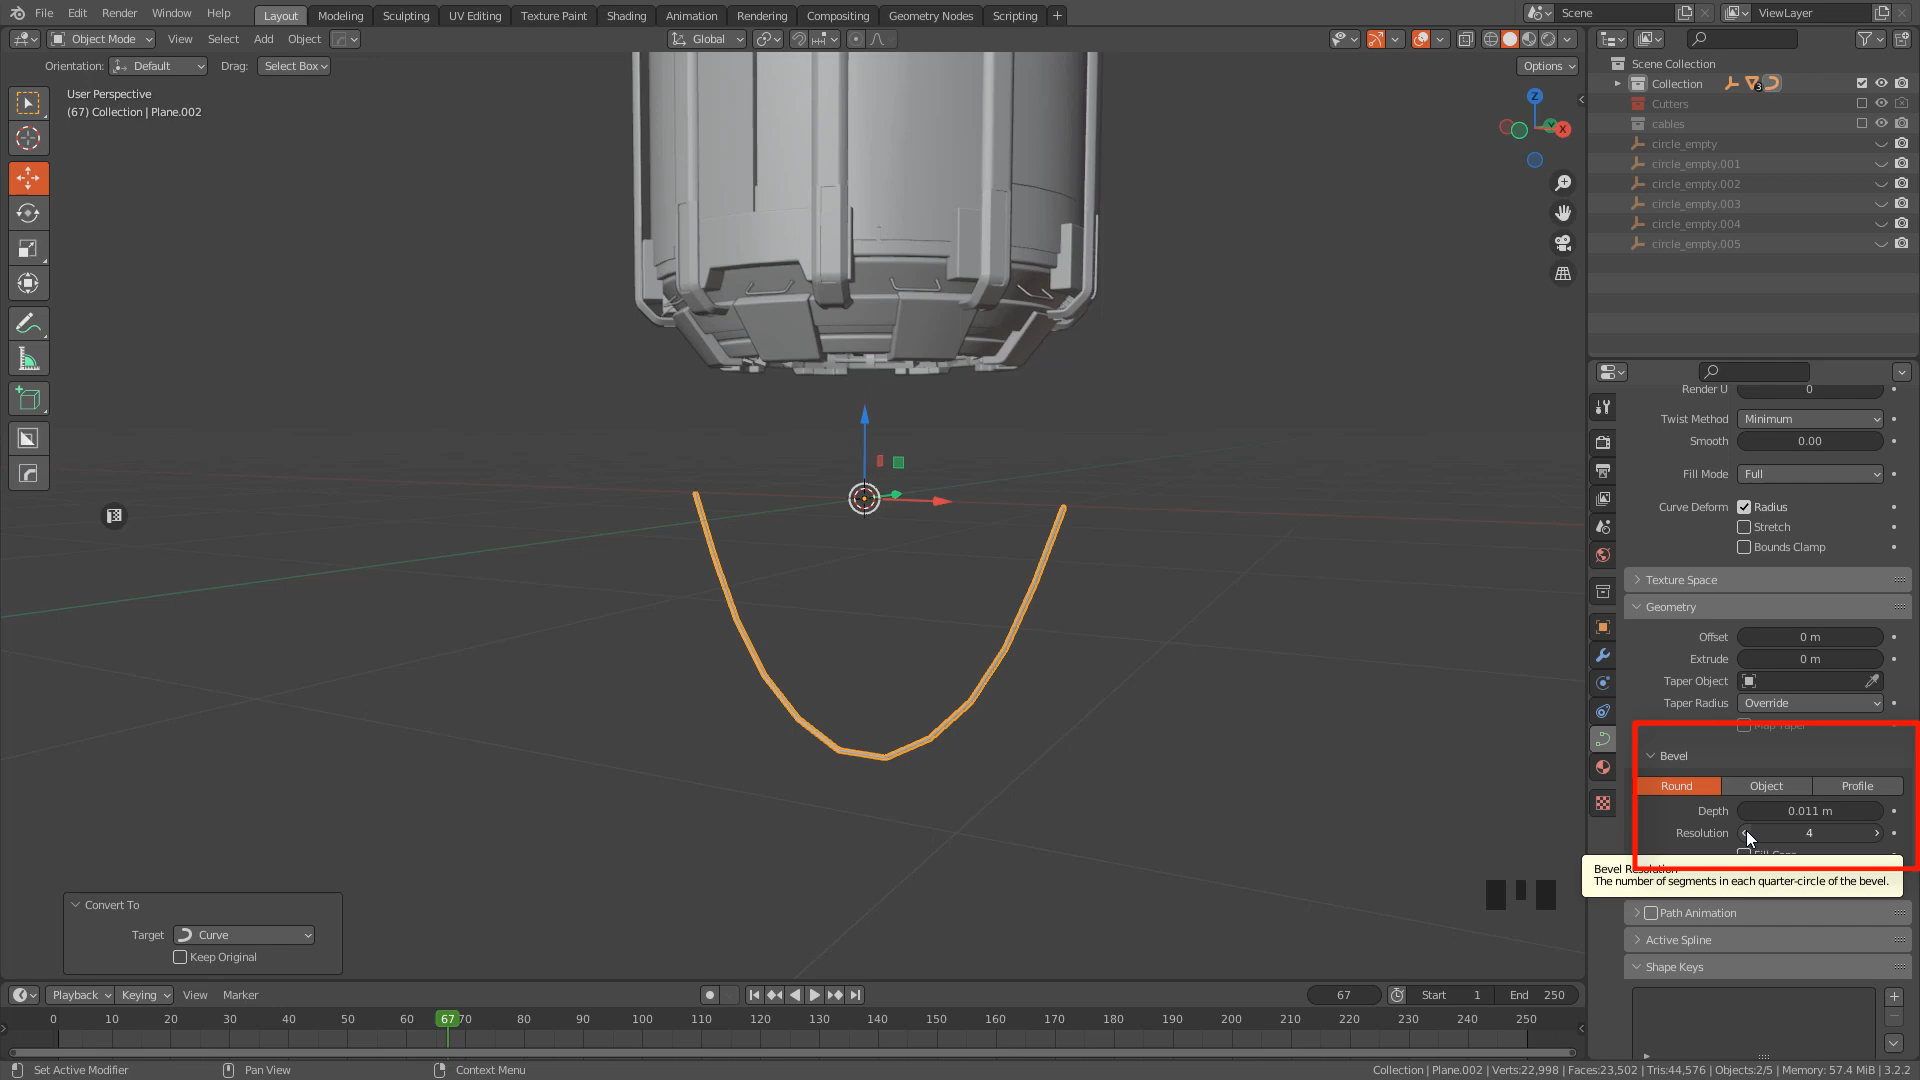 File Edit Render Window Help Layout Modeling Sculpting UV Editing Texture Paint Shading Animation Rendering Compositing Geometry Nodes Scripting + Scene ViewLayer
Object Mode View Select Add Object Global
Orientation: Default Drag: Select Box Options
User Perspective
(67) Collection | Plane.002
Z
Y
X
Scene Collection
Collection 3
Cutters
cables
circle_empty
circle_empty.001
circle_empty.002
circle_empty.003
circle_empty.004
circle_empty.005
Render U 0
Twist Method Minimum
Smooth 0.00
Fill Mode Full
Curve Deform Radius
Stretch
Bounds Clamp
Texture Space
Geometry
Offset 0 m
Extrude 0 m
Taper Object
Taper Radius Override
Map Taper
Bevel
Round Object Profile
Depth 0.011 m
Resolution 4
Bevel Resolution
The number of segments in each quarter-circle of the bevel.
Path Animation
Active Spline
Shape Keys
Convert To
Target Curve
Keep Original
Playback Keying View Marker 67 Start 1 End 250
0 10 20 30 40 50 60 67 70 80 90 100 110 120 130 140 150 160 170 180 190 200 210 220 230 240 250
Set Active Modifier Pan View Context Menu Collection | Plane.002 | Verts:22,998 | Faces:23,502 | Tris:44,576 | Objects:2/5 | Memory: 57.4 MiB | 3.2.2